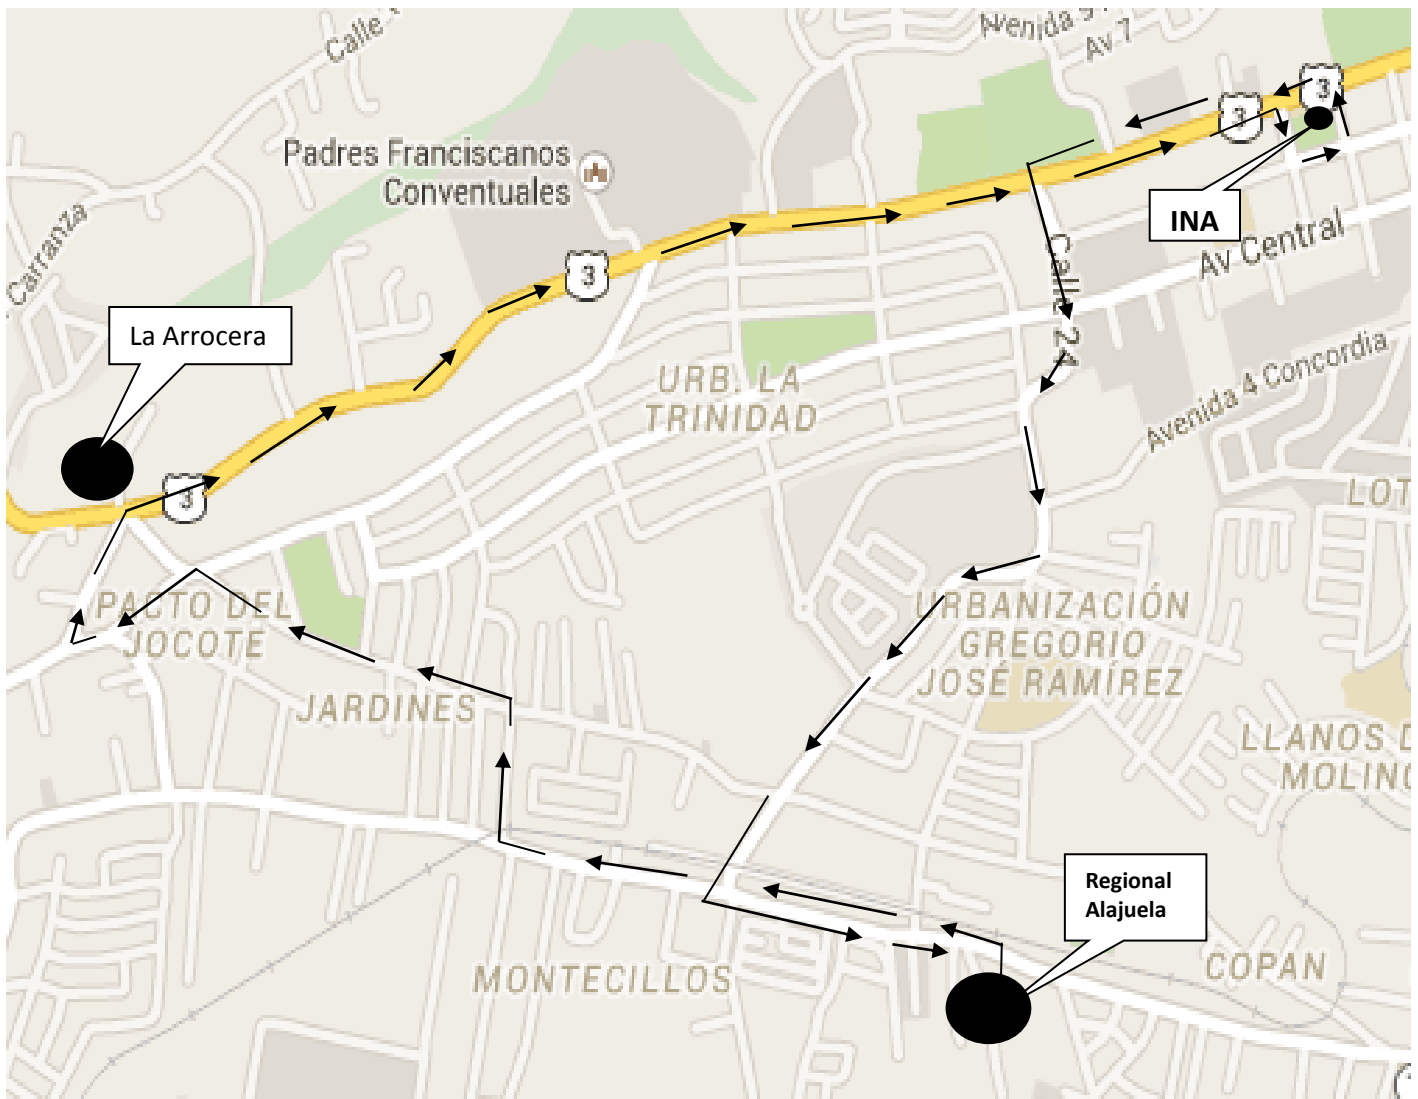 Calle
Avenida 9
Av 7
3
3
Padres Franciscanos
Conventuales
INA
Carranza
Av Central
3
La Arrocera
Calle 24
URB. LA
TRINIDAD
Avenida 4 Concordia
3
LOT
PACTO DEL
JOCOTE
URBANIZACIÓN
GREGORIO
JOSÉ RAMÍREZ
JARDINES
LLANOS D
MOLINO
Regional
Alajuela
MONTECILLOS
COPAN